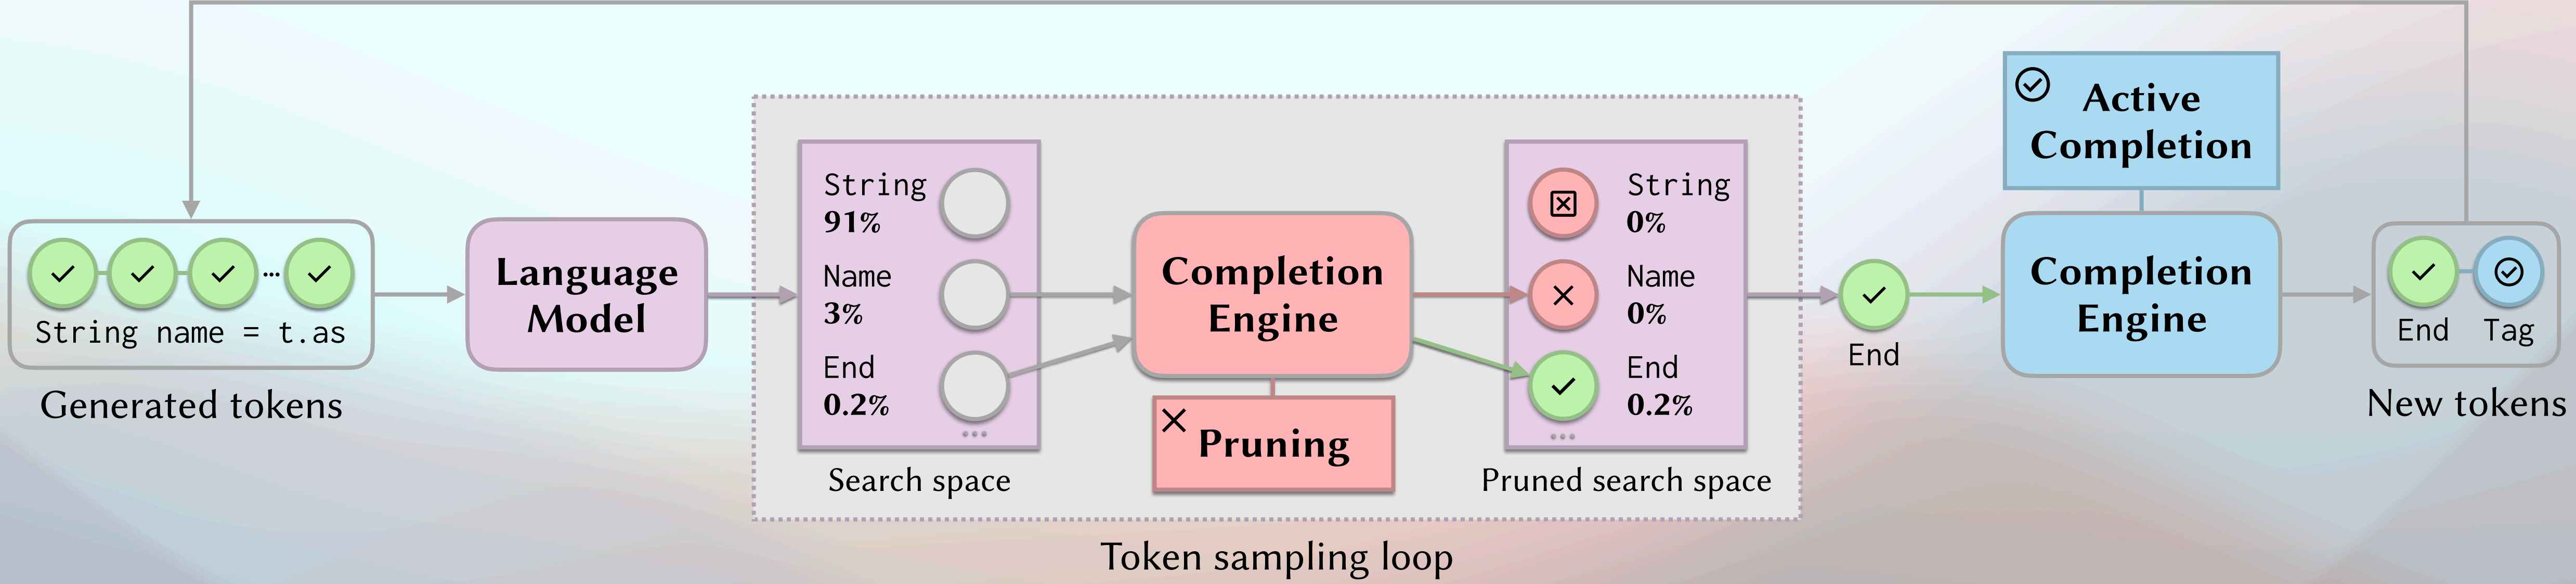 String name = t.as
Generated tokens
Language
Model
String
91%
Name
3%
End
0.2%
...
Search space
Completion
Engine
Pruning
String
0%
Name
0%
End
0.2%
...
Pruned search space
Token sampling loop
End
Active
Completion
Completion
Engine
End Tag
New tokens